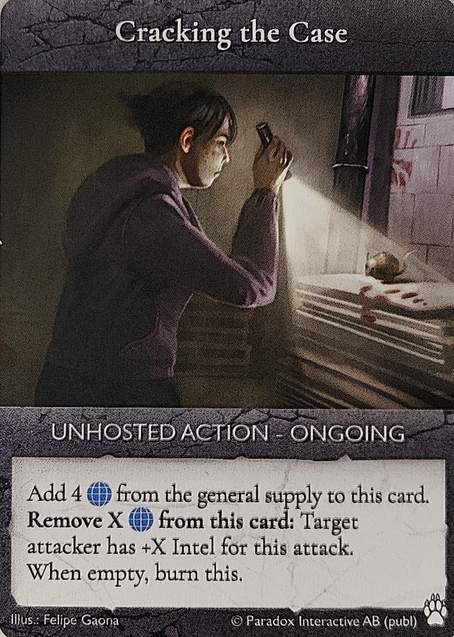 Cracking the Case
UNHOSTED ACTION - ONGOING
Add 4 from the general supply to this card.
Remove X from this card: Target
attacker has +X Intel for this attack.
When empty, burn this.
Illus.: Felipe Gaona © Paradox Interactive AB (publ)